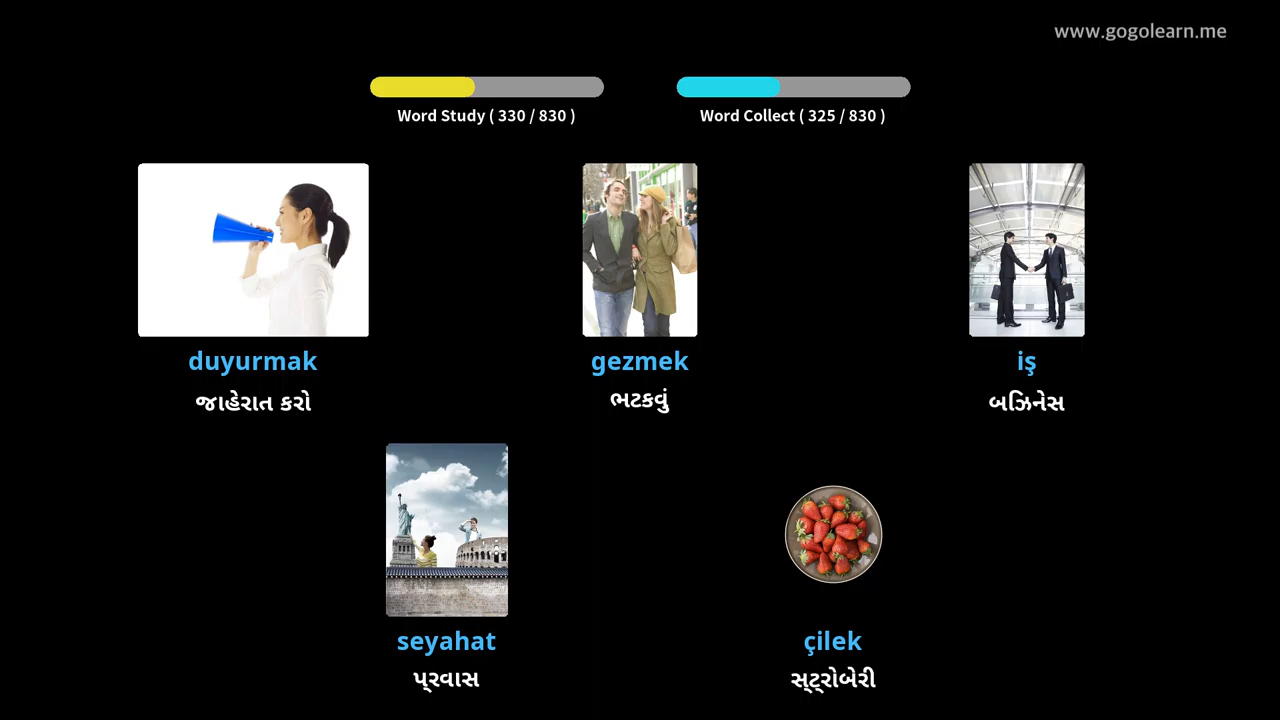 www.gogolearn.me
Word Study ( 330 / 830 )
Word Collect ( 325 / 830 )
duyurmak
જાહેરાત કરો
gezmek
ભટકવું
iş
બઝિનેસ
seyahat
પ્રવાસ
çilek
સ્ટ્રોબેરી